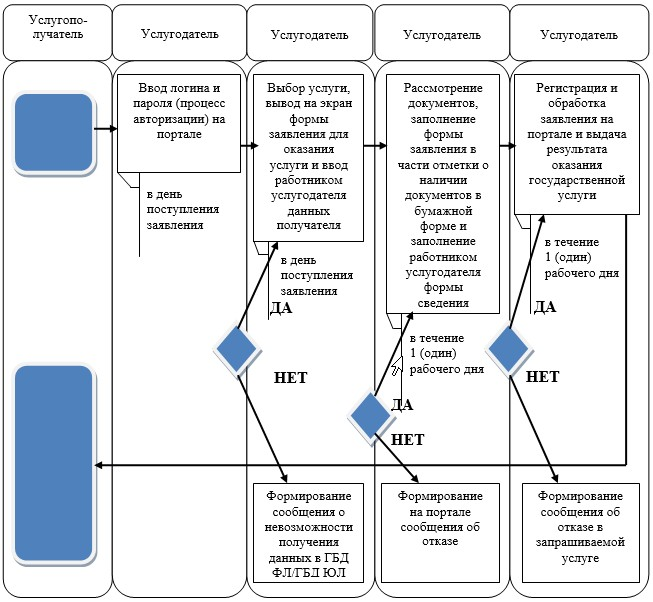 Услугопо-
лучатель
Услугодатель
Услугодатель
Услугодатель
Услугодатель
Ввод логина и
пароля (процесс
авторизации) на
портале
в день
поступления
заявления
Выбор услуги,
вывод на экран
формы
заявления для
оказания
услуги и ввод
работником
услугодателя
данных
получателя
в день
поступления
заявления
ДА
НЕТ
Рассмотрение
документов,
заполнение
формы
заявления в
части отметки о
наличии
документов в
бумажной
форме и
заполнение
работником
услугодателя
формы
сведения
в течение
1 (один)
рабочего дня
ДА
НЕТ
Регистрация и
обработка
заявления на
портале и выдача
результата
оказания
государственной
услуги
в течение
1 (один)
рабочего дня
ДА
НЕТ
Формирование
сообщения о
невозможности
получения
данных в ГБД
ФЛ/ГБД ЮЛ
Формирование
на портале
сообщения об
отказе
Формирование
сообщения об
отказе в
запрашиваемой
услуге